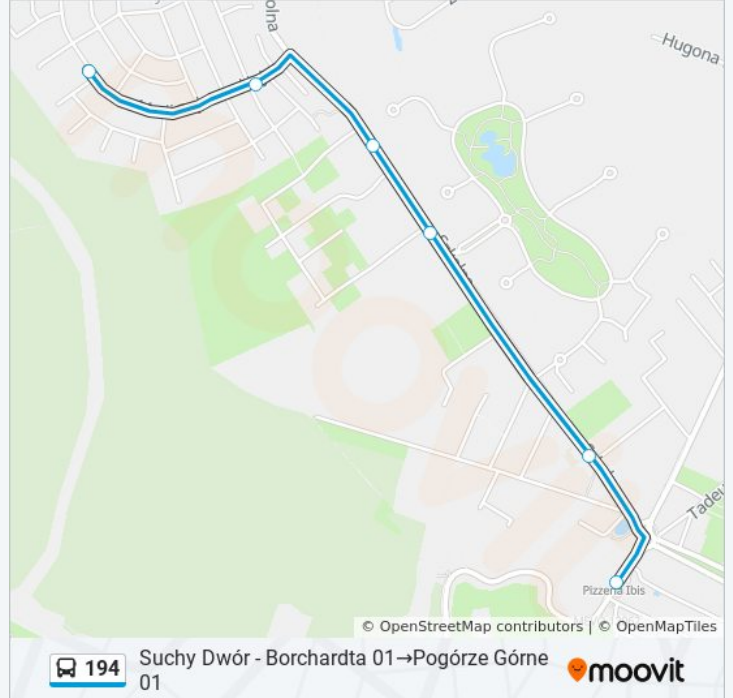 olna
Hugona
Tadeu
Pizzeria Ibis
© OpenStreetMap contributors | © OpenMapTiles
194
Suchy Dwór - Borchardta 01→Pogórze Górne
01
moovit